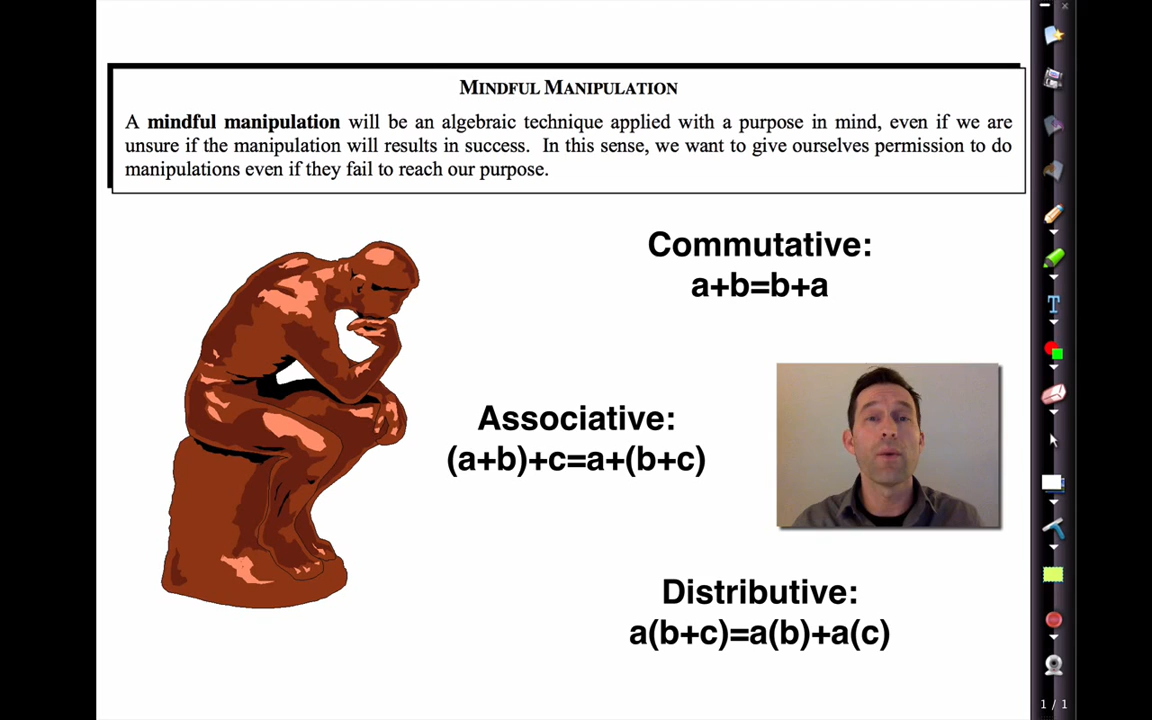 MINDFUL MANIPULATION
A mindful manipulation will be an algebraic technique applied with a purpose in mind, even if we are
unsure if the manipulation will results in success. In this sense, we want to give ourselves permission to do
manipulations even if they fail to reach our purpose.
Commutative:
a+b=b+a
Associative:
(a+b)+c=a+(b+c)
Distributive:
a(b+c)=a(b)+a(c)
T
1 / 1